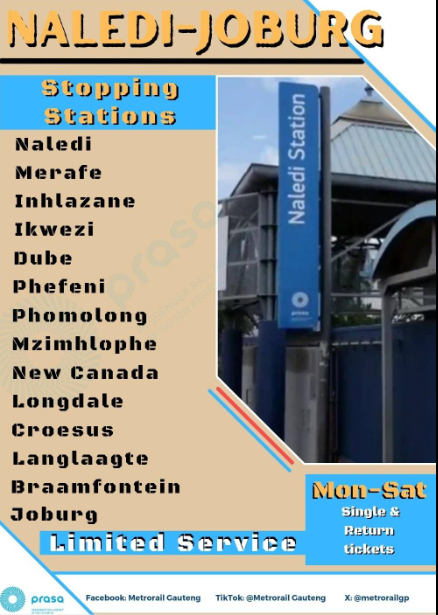 NALEDI-JOBURG
Stopping
Stations
Naledi
Merafe
Inhlazane
Ikwezi
Dube
Phefeni
Phomolong
Mzimhlophe
New Canada
Longdale
Croesus
Langlaagte
Braamfontein
Joburg
Limited Service
Naledi Station
prasa
Mon-Sat
Single &
Return
tickets
prasa
Facebook: Metrorail Gauteng TikTok: @Metrorail Gauteng X: @metrorailgp